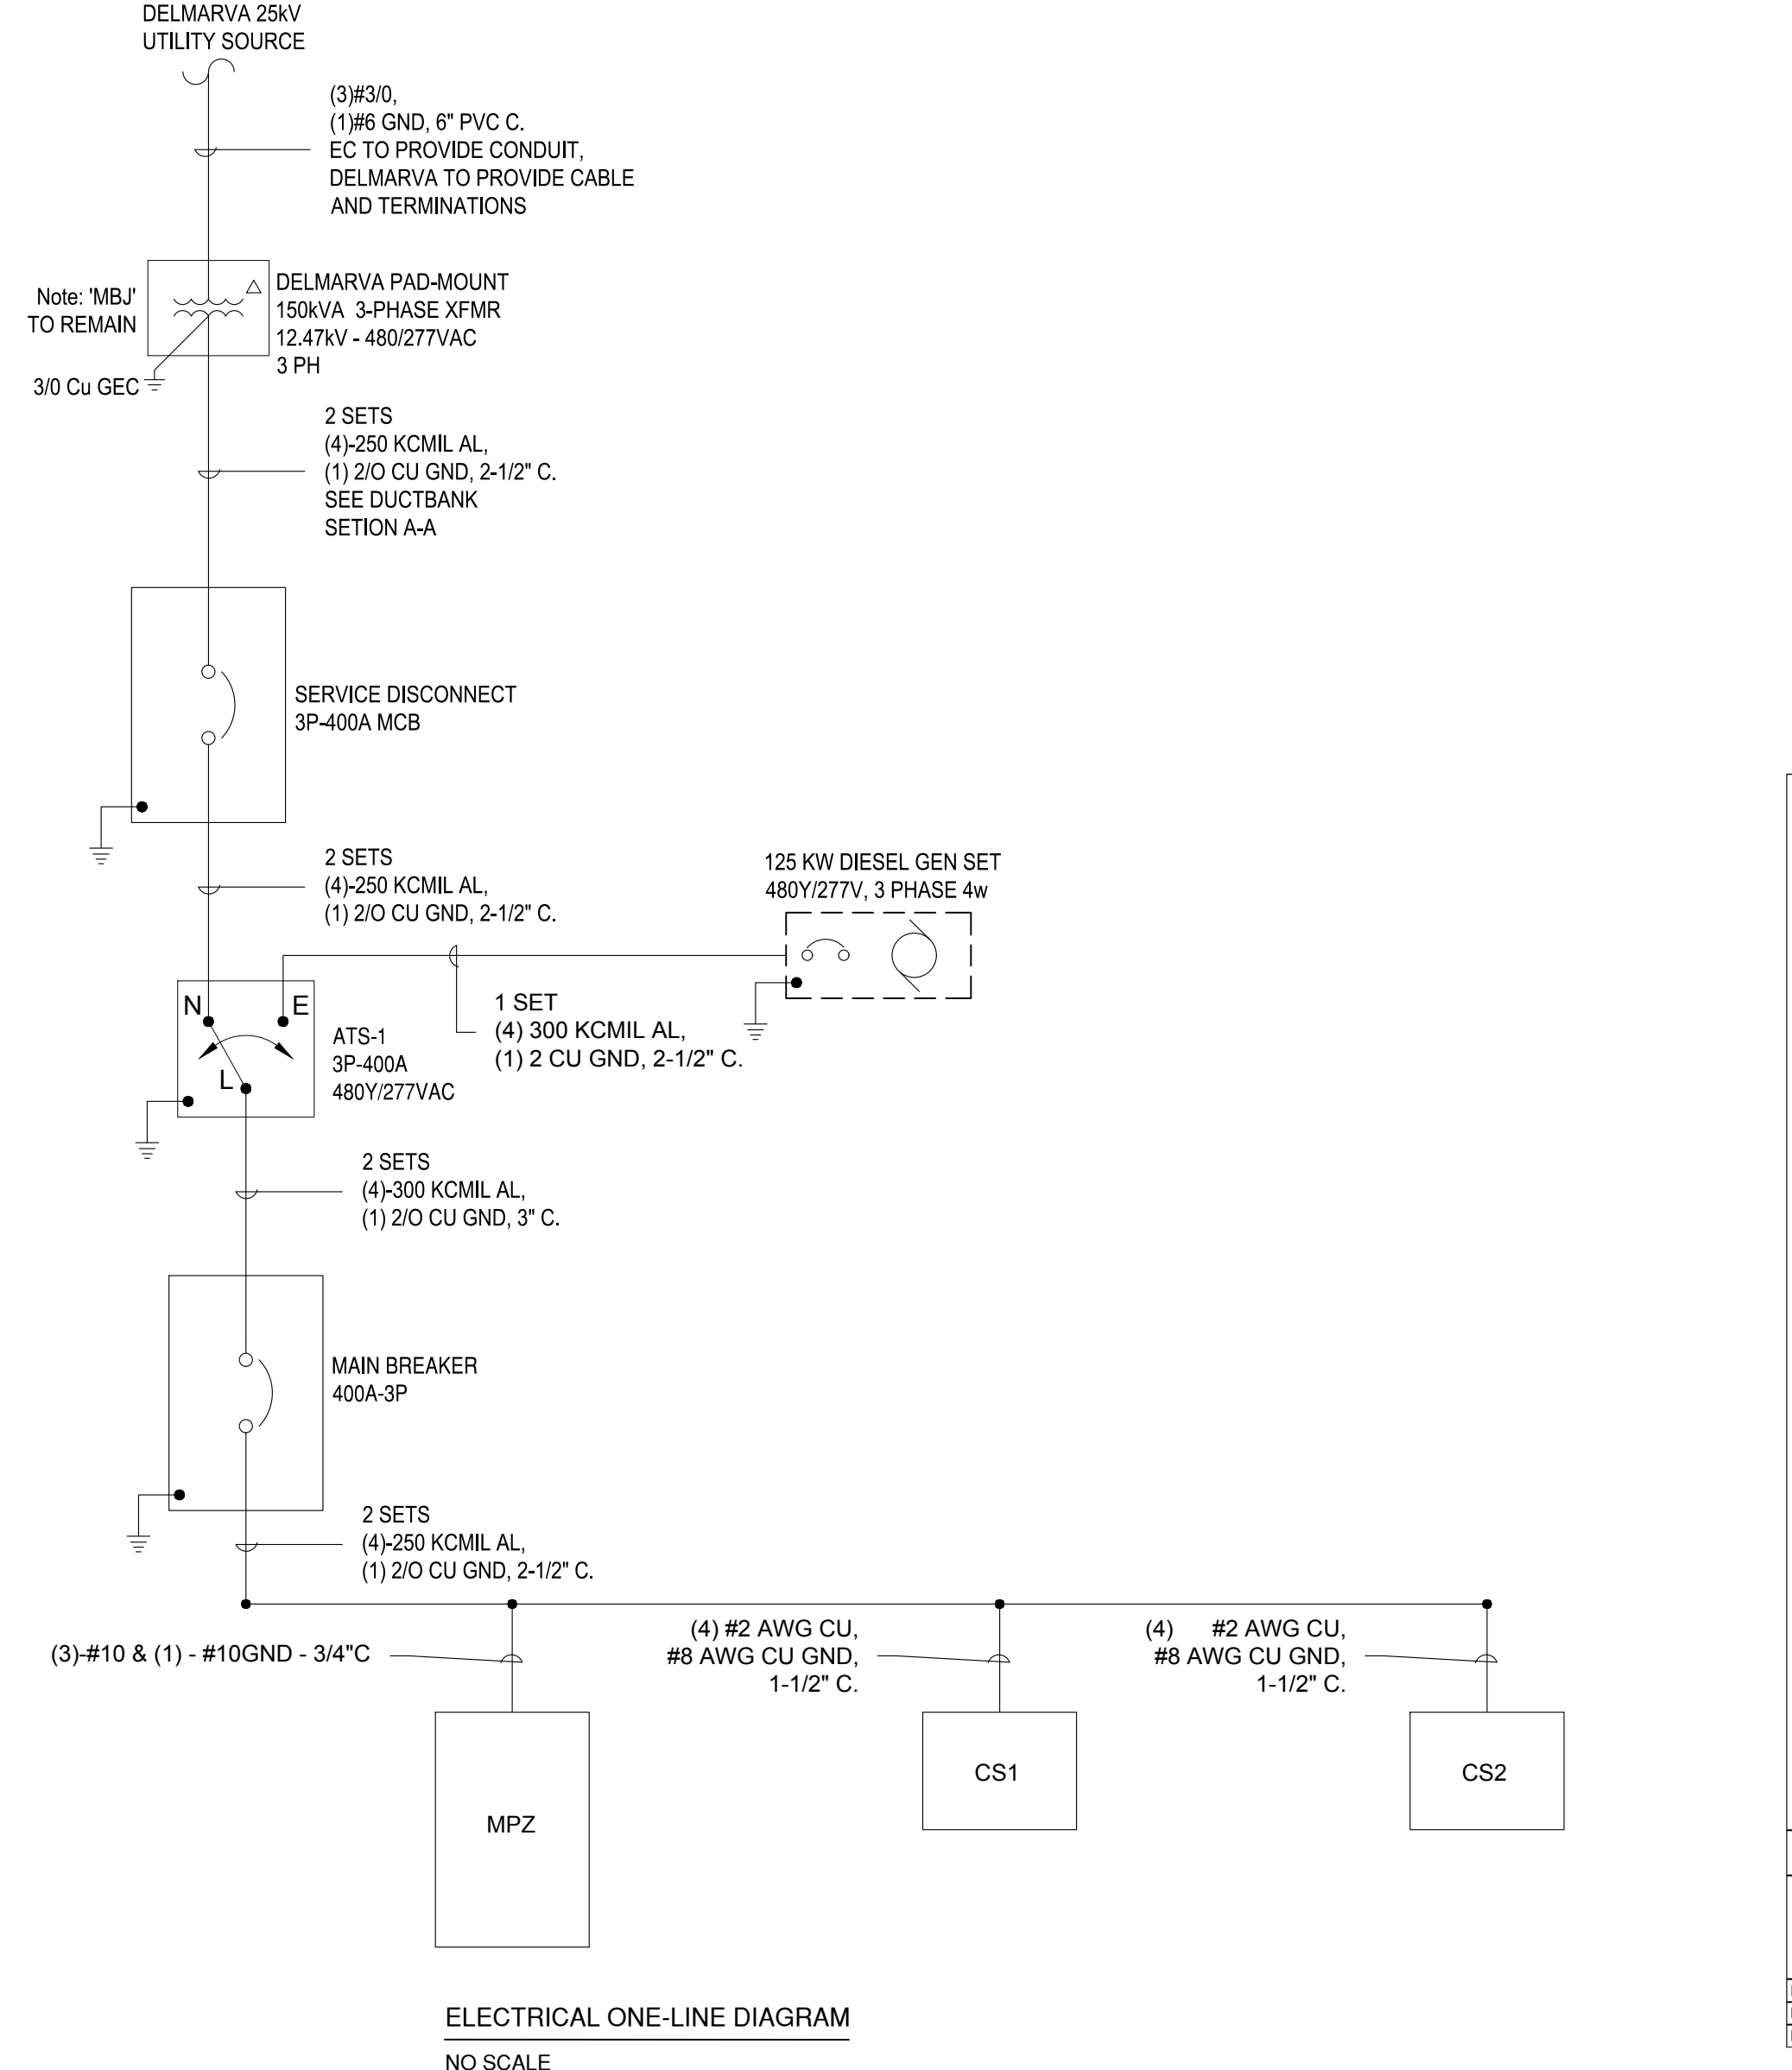 DELMARVA 25kV
UTILITY SOURCE
(3)#3/0,
(1)#6 GND, 6" PVC C.
EC TO PROVIDE CONDUIT,
DELMARVA TO PROVIDE CABLE
AND TERMINATIONS
Note: 'MBJ'
TO REMAIN
DELMARVA PAD-MOUNT
150kVA 3-PHASE XFMR
12.47kV - 480/277VAC
3 PH
3/0 Cu GEC
2 SETS
(4)-250 KCMIL AL,
(1) 2/O CU GND, 2-1/2" C.
SEE DUCTBANK
SETION A-A
SERVICE DISCONNECT
3P-400A MCB
2 SETS
(4)-250 KCMIL AL,
(1) 2/O CU GND, 2-1/2" C.
125 KW DIESEL GEN SET
480Y/277V, 3 PHASE 4w
1 SET
(4) 300 KCMIL AL,
(1) 2 CU GND, 2-1/2" C.
N
E
L
ATS-1
3P-400A
480Y/277VAC
2 SETS
(4)-300 KCMIL AL,
(1) 2/O CU GND, 3" C.
MAIN BREAKER
400A-3P
2 SETS
(4)-250 KCMIL AL,
(1) 2/O CU GND, 2-1/2" C.
(3)-#10 & (1) - #10GND - 3/4"C
(4) #2 AWG CU,
#8 AWG CU GND,
1-1/2" C.
(4) #2 AWG CU,
#8 AWG CU GND,
1-1/2" C.
MPZ
CS1
CS2
ELECTRICAL ONE-LINE DIAGRAM
NO SCALE